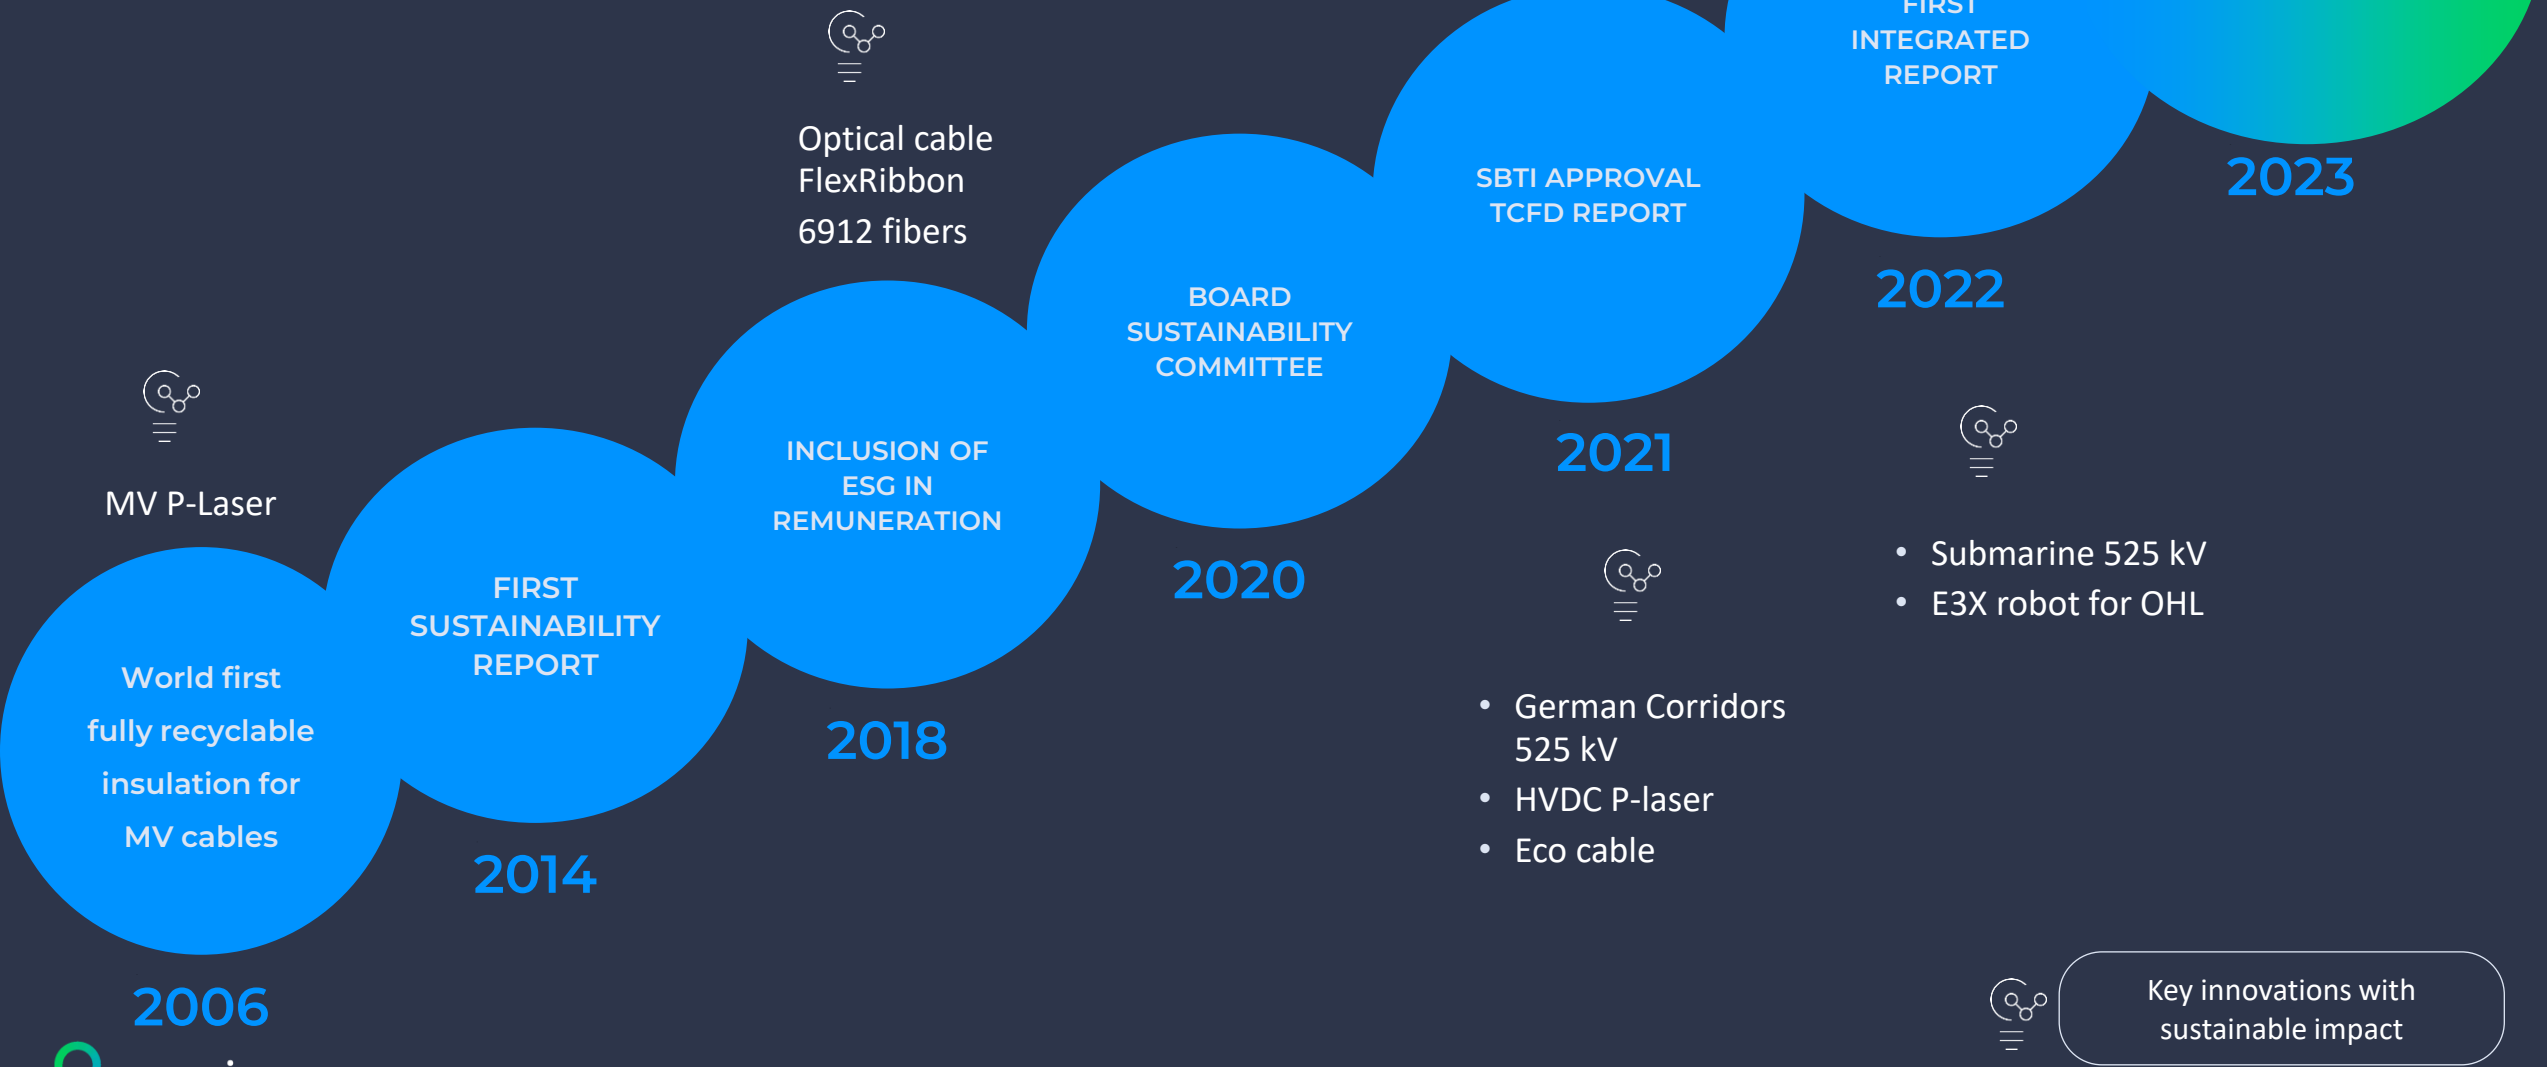 MV P-Laser
World first
fully recyclable
insulation for
MV cables
2006
FIRST
SUSTAINABILITY
REPORT
2014
Optical cable
FlexRibbon
6912 fibers
INCLUSION OF
ESG IN
REMUNERATION
2018
BOARD
SUSTAINABILITY
COMMITTEE
2020
SBTI APPROVAL
TCFD REPORT
2021
• German Corridors
525 kV
• HVDC P-laser
• Eco cable
FIRST
INTEGRATED
REPORT
2022
• Submarine 525 kV
• E3X robot for OHL
2023
Key innovations with
sustainable impact